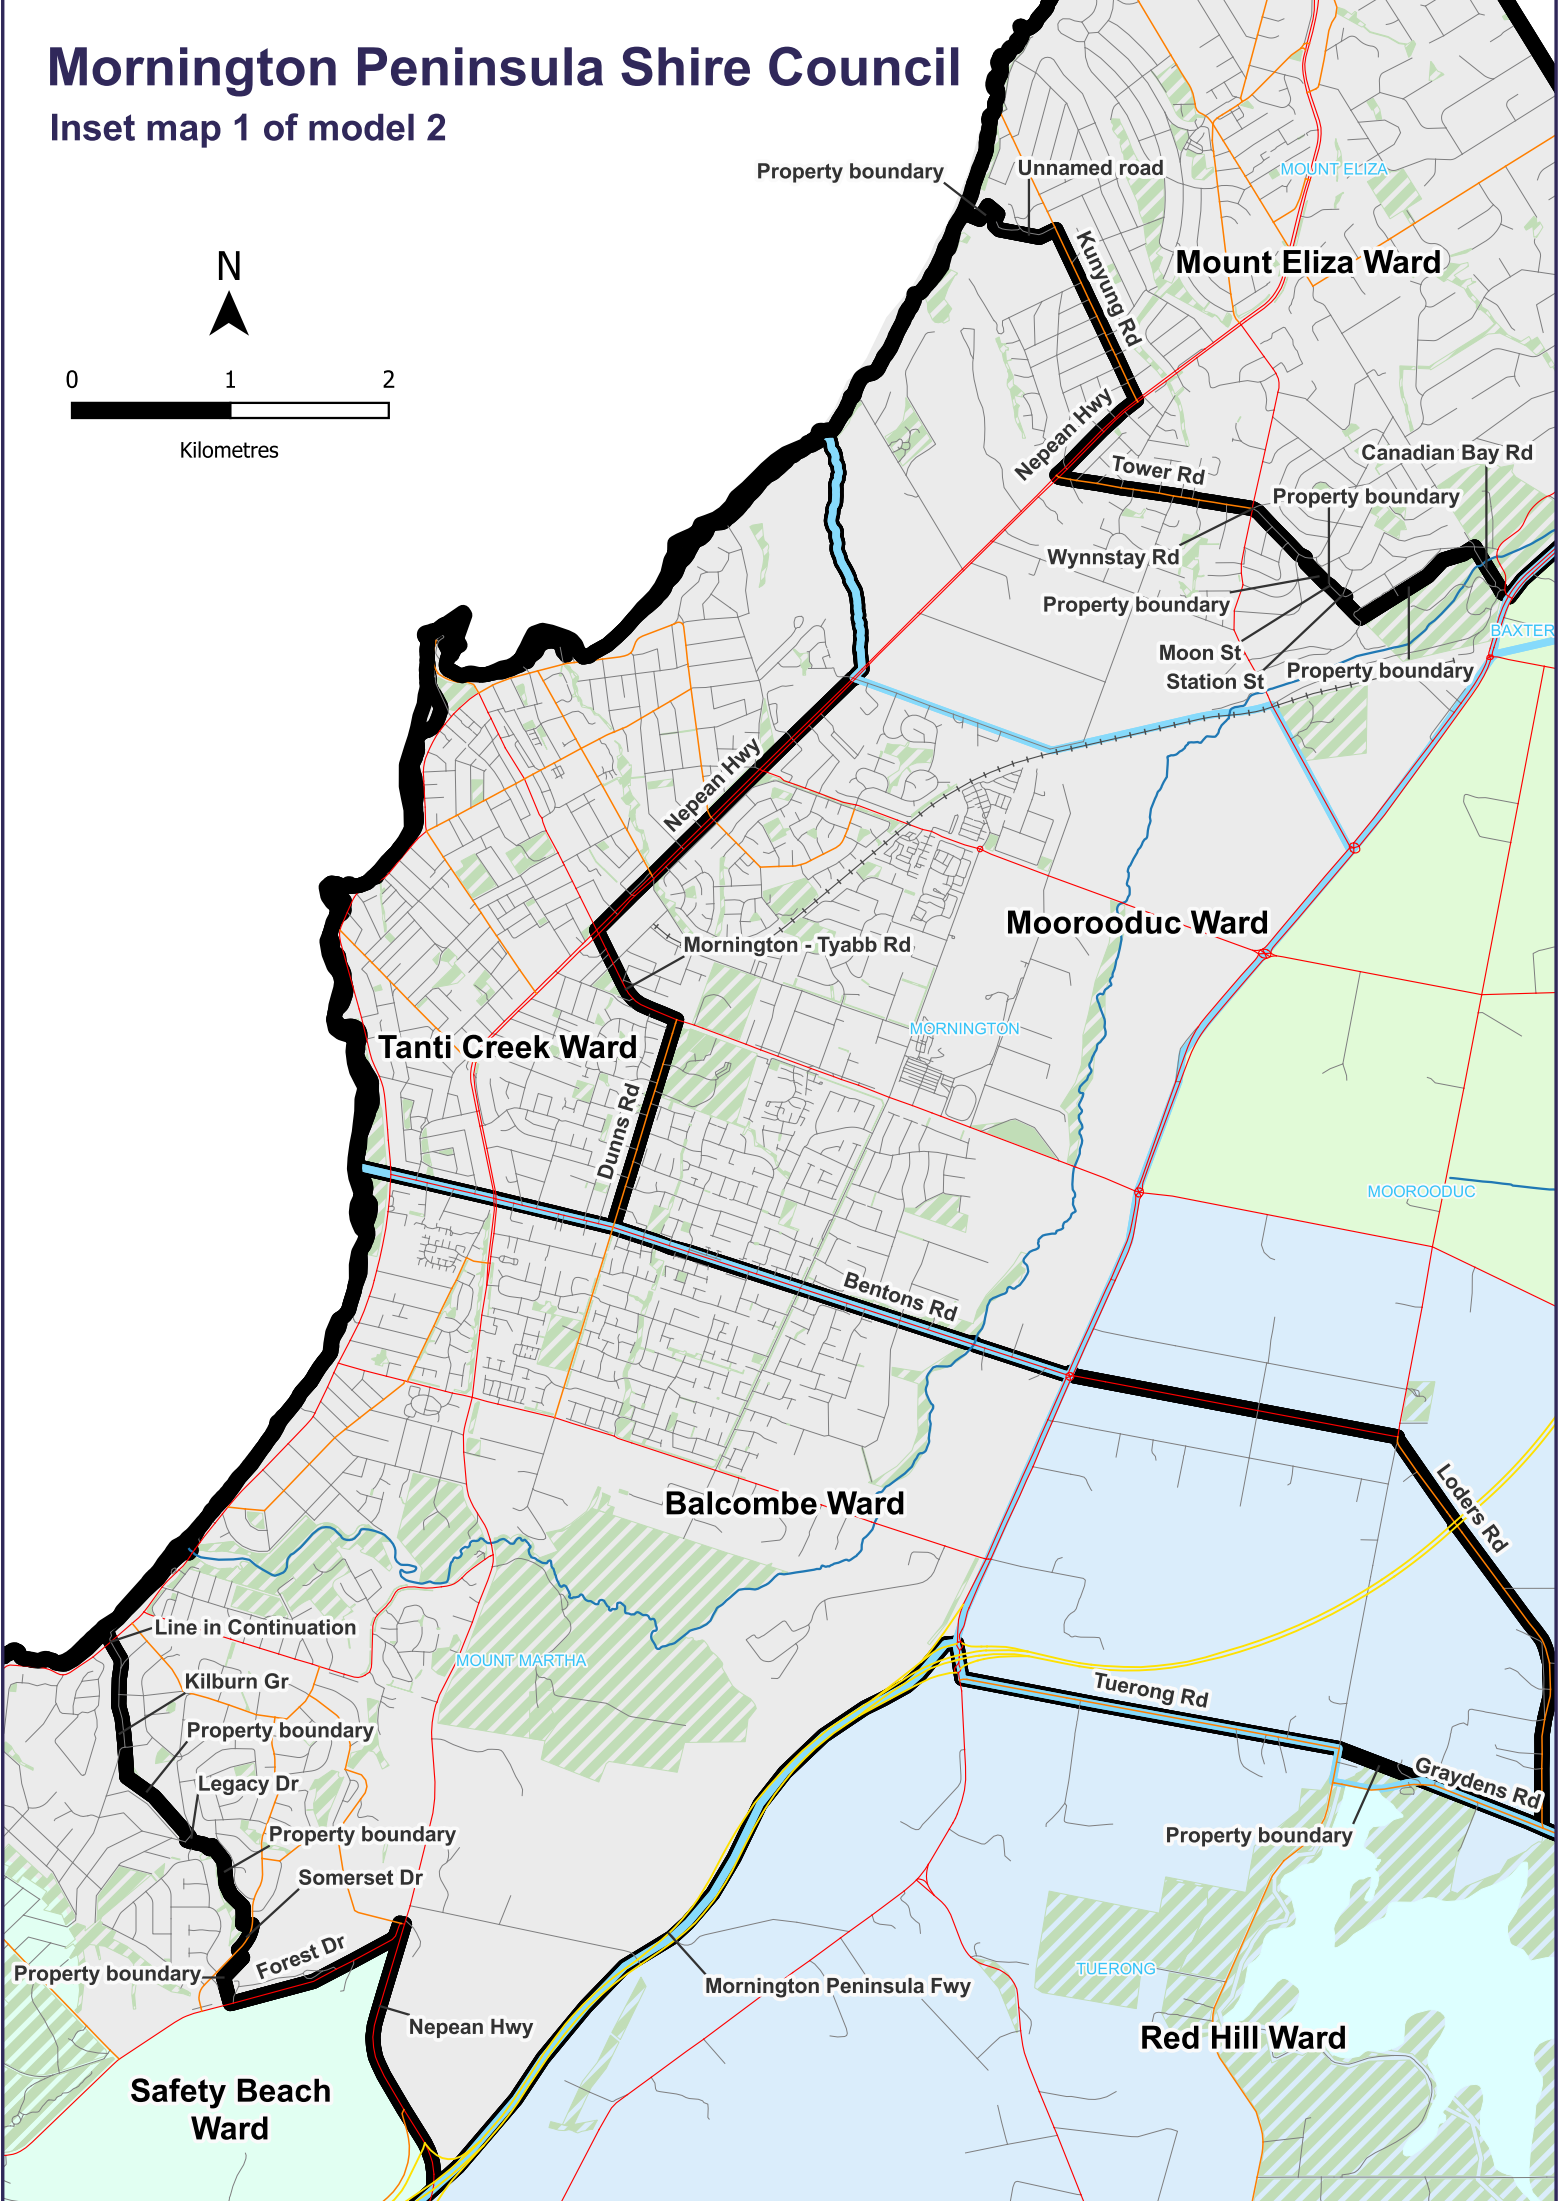 Mornington Peninsula Shire Council
Inset map 1 of model 2
Property boundary
Unnamed road
MOUNT ELIZA
Kunyung Rd
Mount Eliza Ward
N
0 1 2
Kilometres
Nepean Hwy
Tower Rd
Canadian Bay Rd
Property boundary
Wynnstay Rd
Property boundary
BAXTER
Moon St
Station St
Property boundary
Nepean Hwy
Moorooduc Ward
Mornington - Tyabb Rd
MORNINGTON
Tanti Creek Ward
Dunns Rd
MOOROODUC
Bentons Rd
Balcombe Ward
Loders Rd
Line in Continuation
MOUNT MARTHA
Kilburn Gr
Tuerong Rd
Property boundary
Legacy Dr
Graydens Rd
Property boundary
Property boundary
Somerset Dr
Forest Dr
Property boundary
TUERONG
Mornington Peninsula Fwy
Nepean Hwy
Red Hill Ward
Safety Beach
Ward